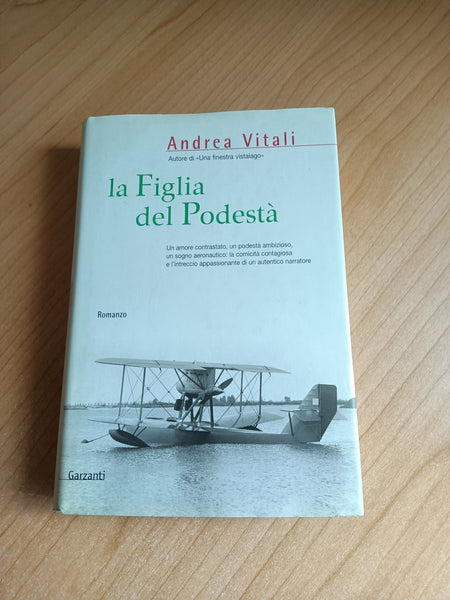 Andrea Vitali
Autore di «Una finestra vistalago»
la Figlia
del Podestà
Un amore contrastato, un podestà ambizioso,
un sogno aeronautico: la comicità contagiosa
e l'intreccio appassionante di un autentico narratore
Romanzo
Garzanti